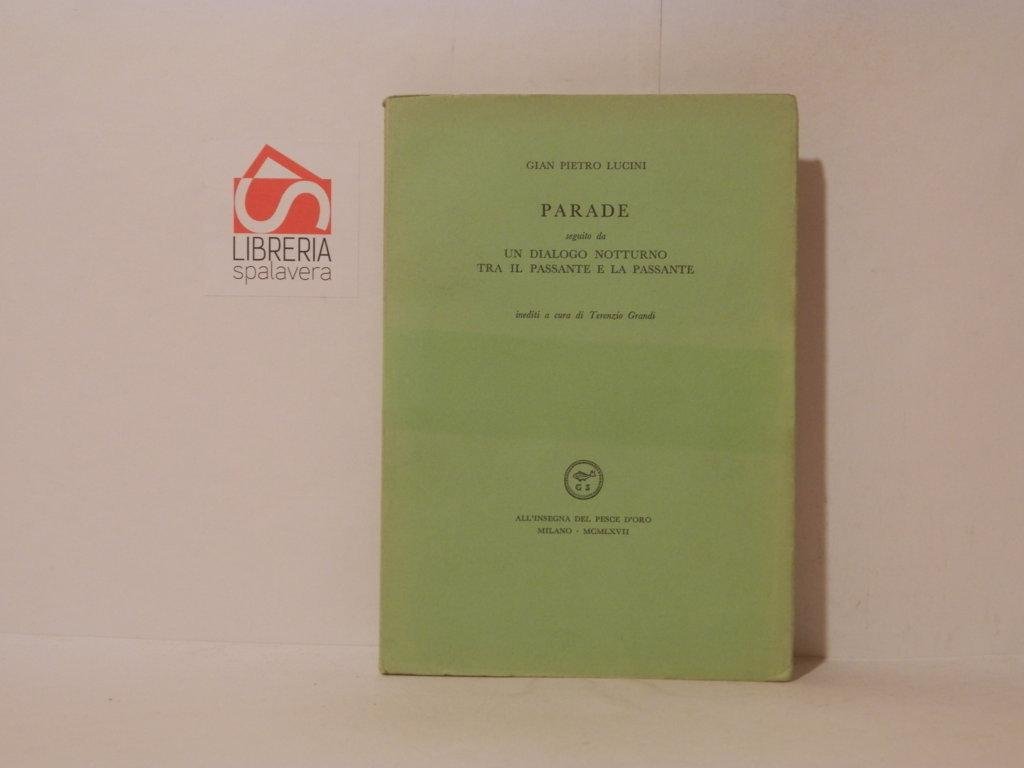 LIBRERIA
spalavera
GIAN PIETRO LUCINI
PARADE
seguito da
UN DIALOGO NOTTURNO
TRA IL PASSANTE E LA PASSANTE
inediti a cura di Terenzio Grandi
G S
ALL'INSEGNA DEL PESCE D'ORO
MILANO · MCMLXVII